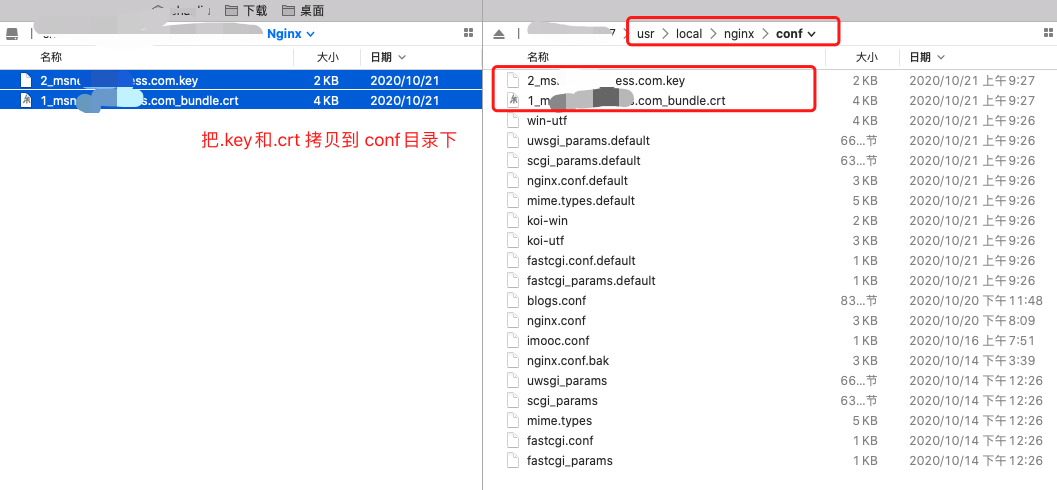 下载 桌面
Nginx
名称 大小 日期
2_msn ess.com.key 2 KB 2020/10/21
1_msn s.com_bundle.crt 4 KB 2020/10/21
把.key和.crt 拷贝到 conf目录下
usr local nginx conf
名称 大小 日期
2_ms. ess.com.key 2 KB 2020/10/21 上午9:27
1_m s.com_bundle.crt 4 KB 2020/10/21 上午9:27
win-utf 4 KB 2020/10/21 上午9:26
uwsgi_params.default 66...节 2020/10/21 上午9:26
scgi_params.default 63...节 2020/10/21 上午9:26
nginx.conf.default 3 KB 2020/10/21 上午9:26
mime.types.default 5 KB 2020/10/21 上午9:26
koi-win 2 KB 2020/10/21 上午9:26
koi-utf 3 KB 2020/10/21 上午9:26
fastcgi.conf.default 1 KB 2020/10/21 上午9:26
fastcgi_params.default 1 KB 2020/10/21 上午9:26
blogs.conf 83...节 2020/10/20 下午11:48
nginx.conf 3 KB 2020/10/20 下午8:09
imooc.conf 1 KB 2020/10/16 上午7:51
nginx.conf.bak 3 KB 2020/10/14 下午3:39
uwsgi_params 66...节 2020/10/14 下午12:26
scgi_params 63...节 2020/10/14 下午12:26
mime.types 5 KB 2020/10/14 下午12:26
fastcgi.conf 1 KB 2020/10/14 下午12:26
fastcgi_params 1 KB 2020/10/14 下午12:26